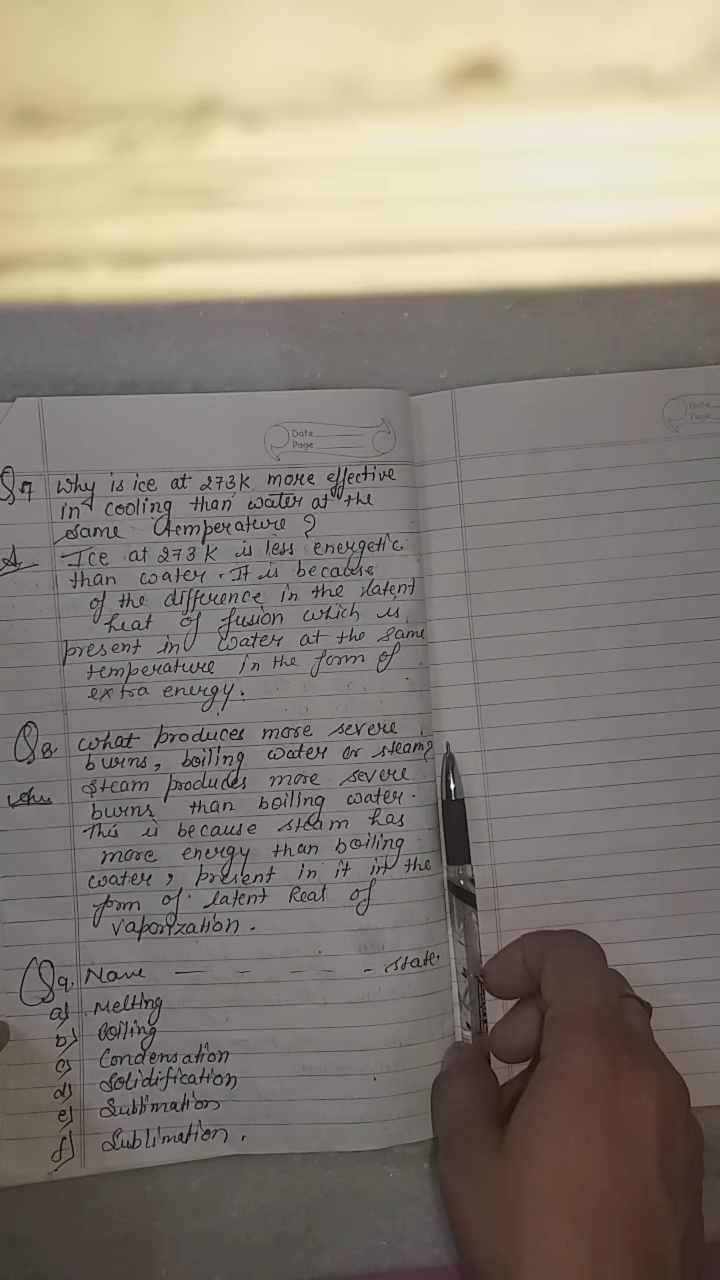 Date
Page
Date
Page
Q7 Why is ice at 273K more effective
in cooling than water at the
same temperature ?
A Ice at 273K is less energetic
than water. It is because
of the difference in the latent
heat of fusion which is
present in water at the same
temperature in the form of
extra energy.
Q8 What produces more severe
burns, boiling water or steam?
Ans Steam produces more severe
burns than boiling water.
This is because steam has
more energy than boiling
water, present in it in the
form of latent heat of
vaporization.
Q9 Name — - - - - state,
a) Melting
b) Boiling
c) Condensation
d) Solidification
e) Sublimation
f) Sublimation.